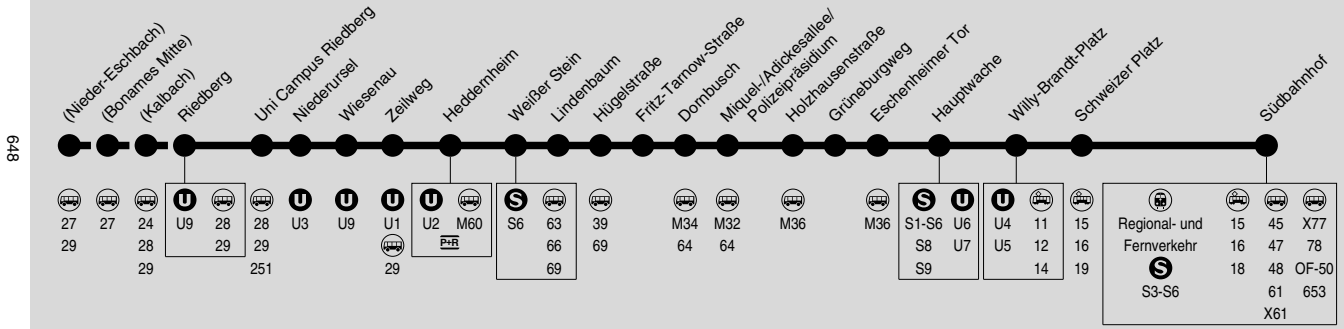 648
(Nieder-Eschbach)
(Bonames Mitte)
(Kalbach)
Riedberg
Uni Campus Riedberg
Niederursel
Wiesenau
Zeilweg
Heddernheim
Weißer Stein
Lindenbaum
Hügelstraße
Fritz-Tarnow-Straße
Dornbusch
Miquel-/Adickesallee/
Polizeipräsidium
Holzhausenstraße
Grüneburgweg
Eschenheimer Tor
Hauptwache
Willy-Brandt-Platz
Schweizer Platz
Südbahnhof
U U U U U S S U U
27 27 24 U9 28 28 U3 U9 U1 U2 M60 S6 63 39 M34 M32 M36 M36 S1-S6 U6 U4 11 15 Regional- und 15 45 X77
29 28 29 29 P+R 66 69 64 64 S8 U7 U5 12 16 Fernverkehr 16 47 78
29 251 29 69 S9 14 19 S 18 48 OF-50
S3-S6 61 653
X61